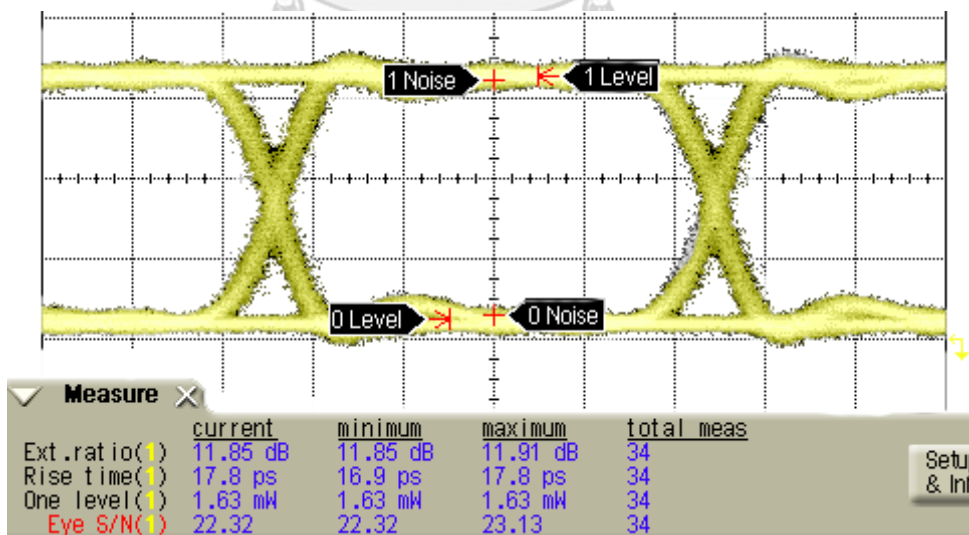 1 Noise
1 Level
0 Level
0 Noise
Measure
current minimum maximum total meas
Ext.ratio(1) 11.85 dB 11.85 dB 11.91 dB 34
Rise time(1) 17.8 ps 16.9 ps 17.8 ps 34
One level(1) 1.63 mW 1.63 mW 1.63 mW 34
Eye S/N(1) 22.32 22.32 23.13 34
&